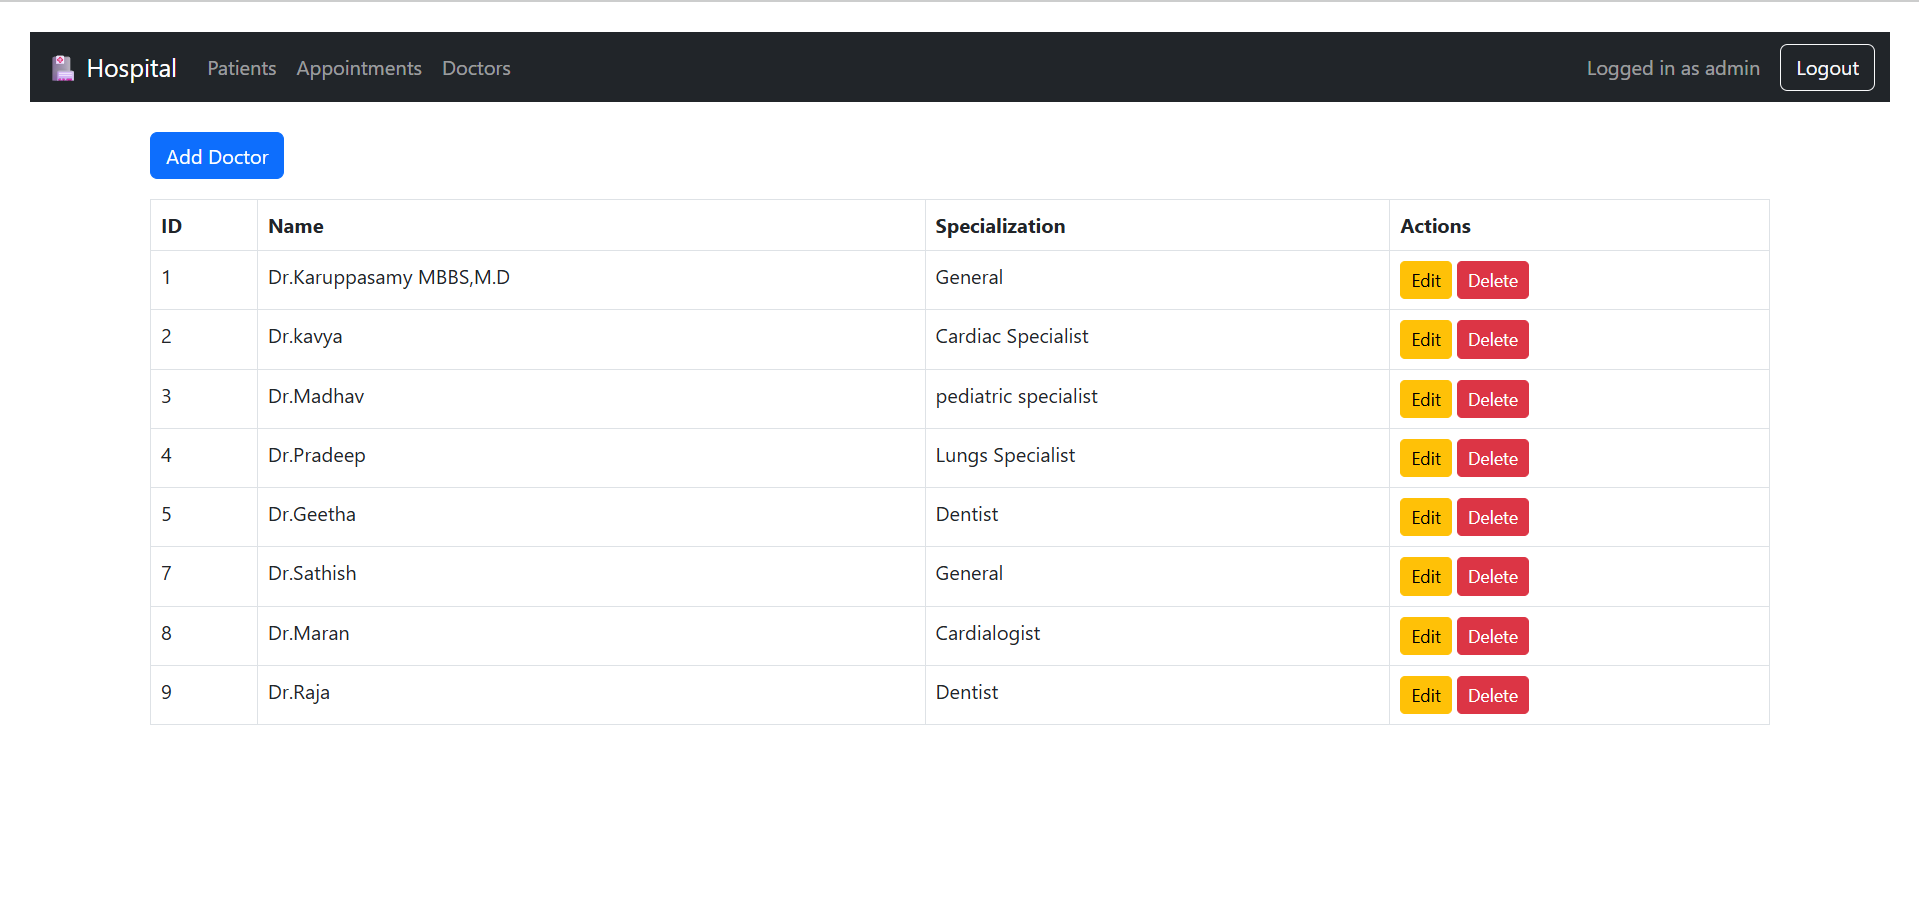 Hospital Patients Appointments Doctors Logged in as admin Logout
Add Doctor
ID Name Specialization Actions
1 Dr.Karuppasamy MBBS,M.D General Edit Delete
2 Dr.kavya Cardiac Specialist Edit Delete
3 Dr.Madhav pediatric specialist Edit Delete
4 Dr.Pradeep Lungs Specialist Edit Delete
5 Dr.Geetha Dentist Edit Delete
7 Dr.Sathish General Edit Delete
8 Dr.Maran Cardialogist Edit Delete
9 Dr.Raja Dentist Edit Delete